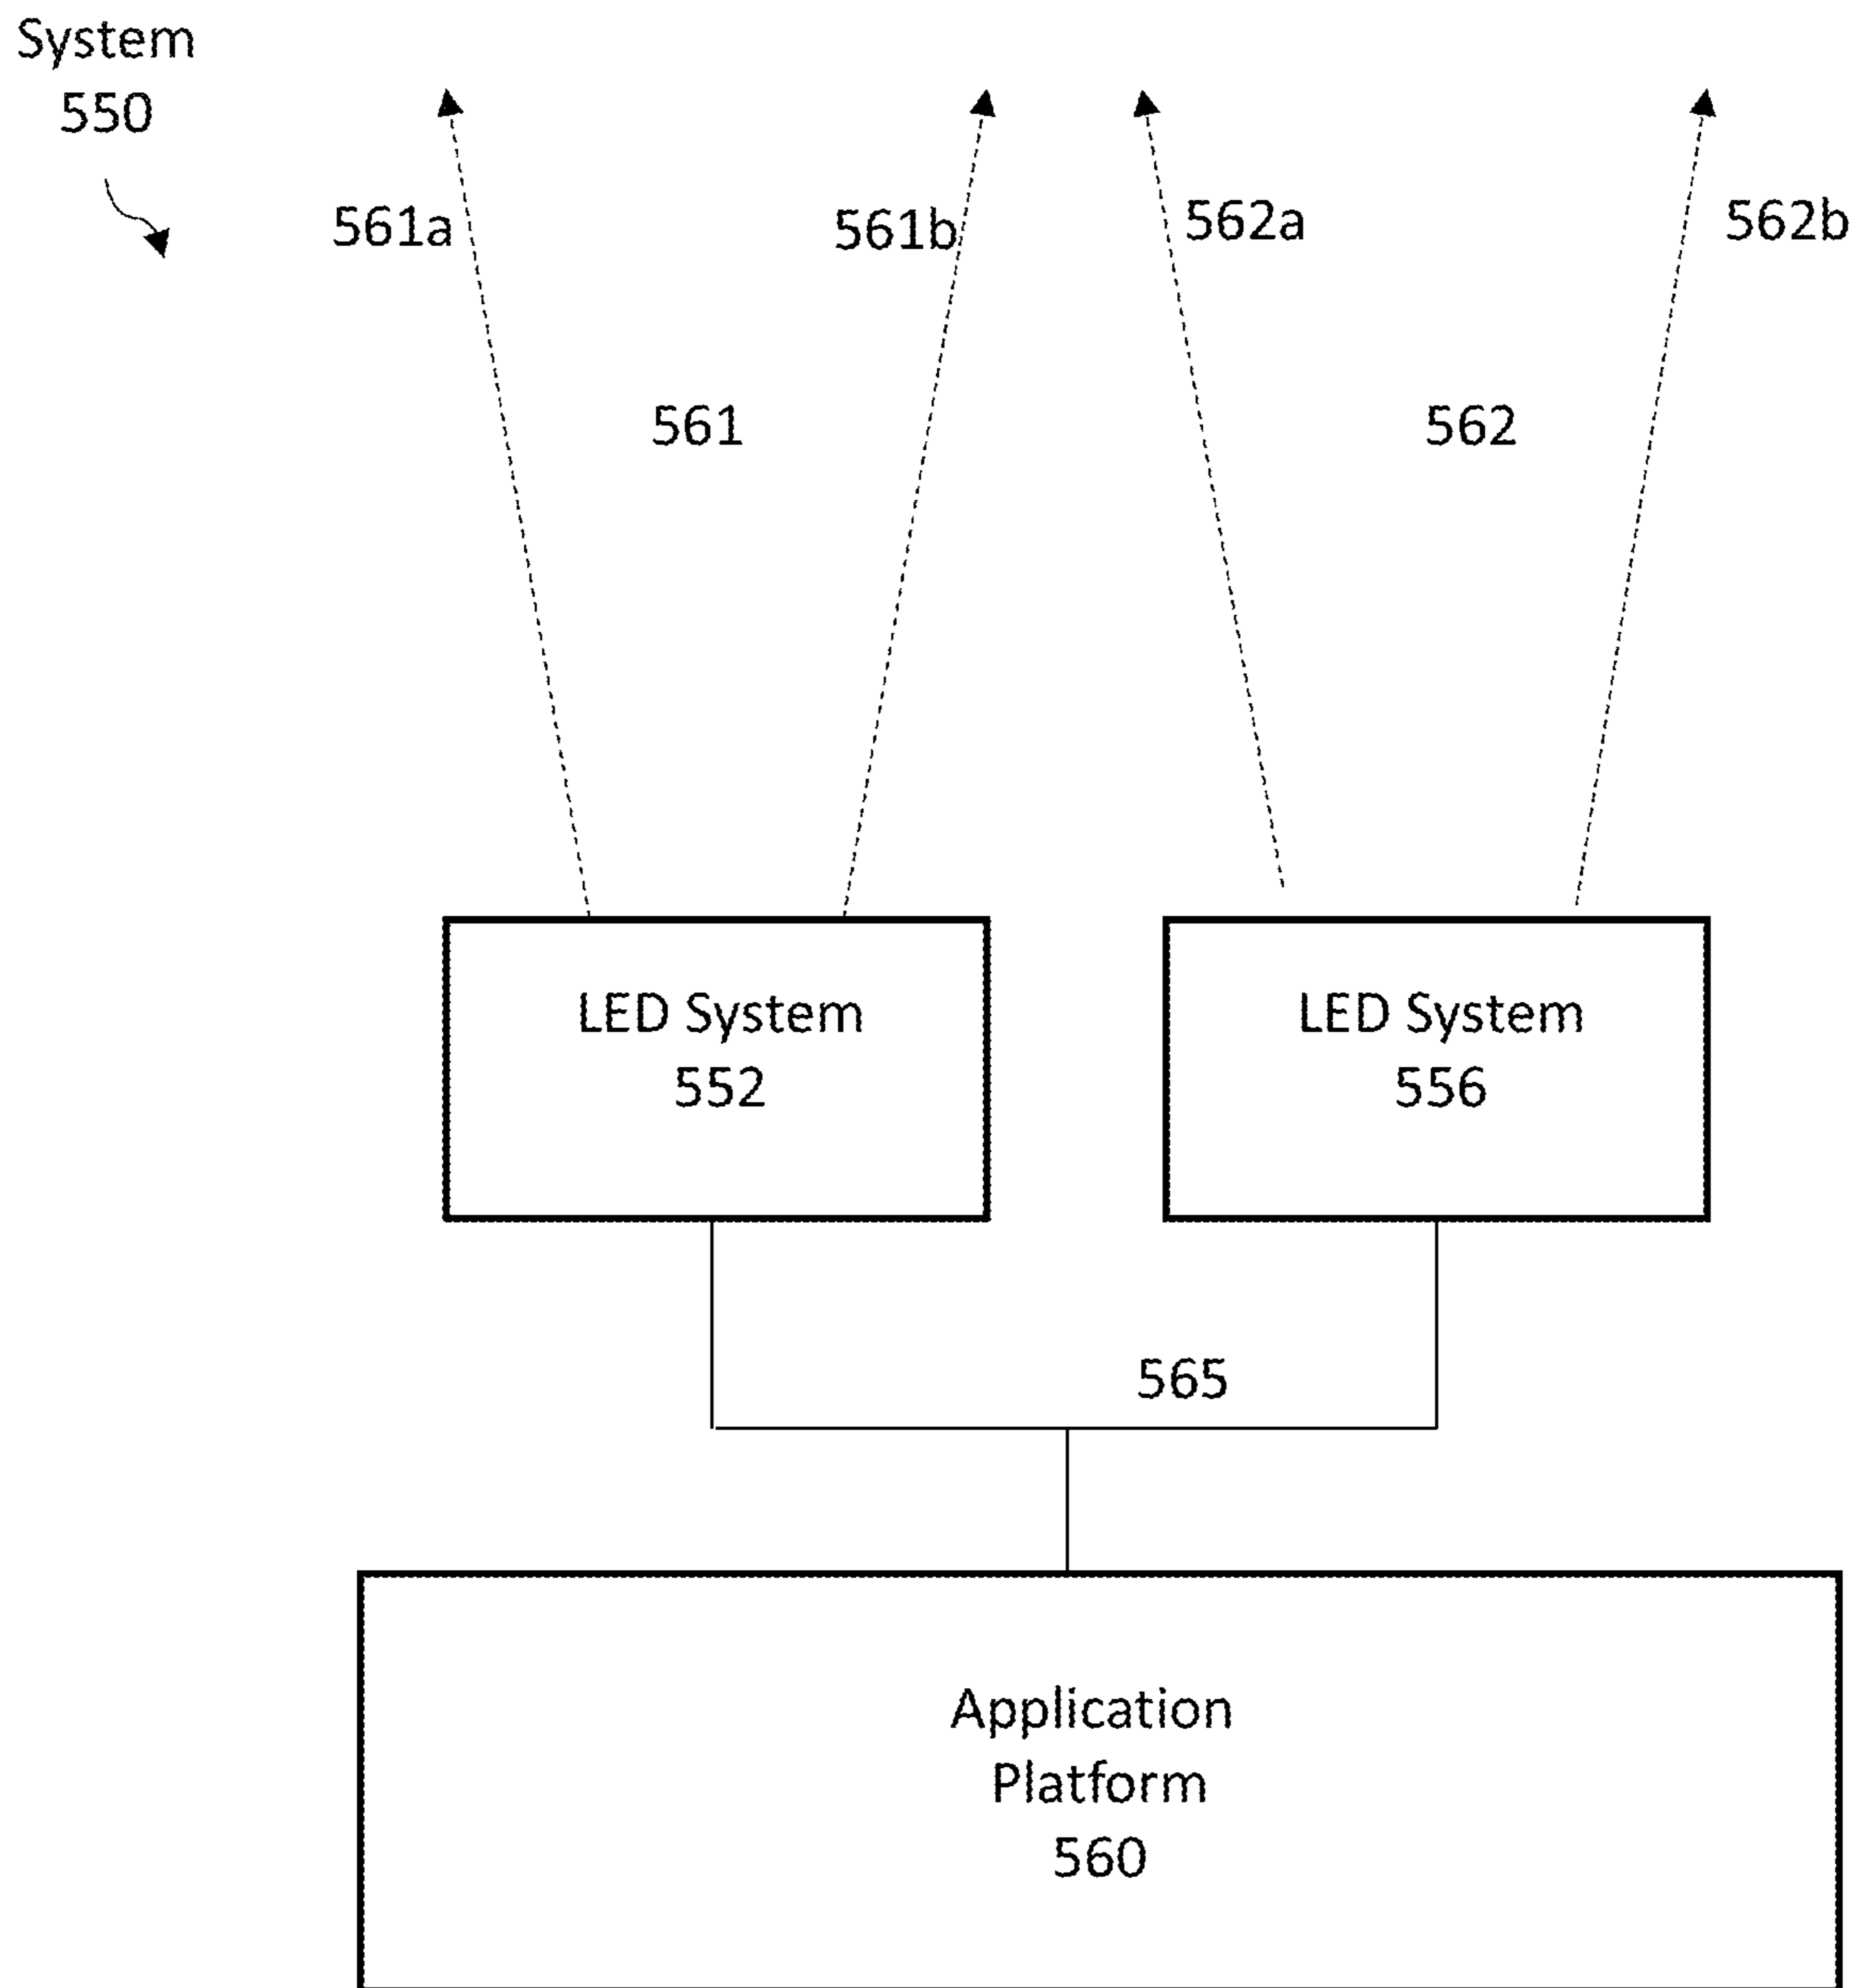 System
550
561a
561b
562a
562b
561
562
LED System
552
LED System
556
565
Application
Platform
560